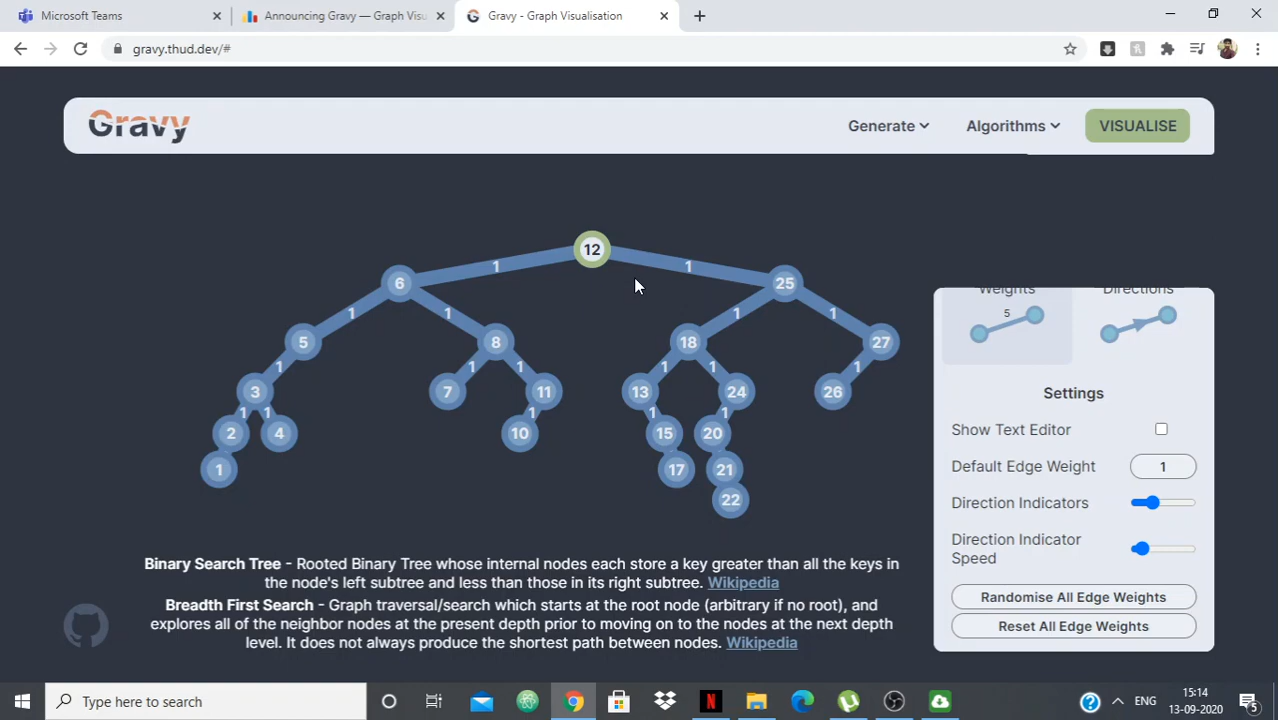 Microsoft Teams
Announcing Gravy — Graph Visu
Gravy - Graph Visualisation
gravy.thud.dev/#
Gravy
Generate
Algorithms
VISUALISE
12
1
1
6
25
1
1
1
1
5
8
18
27
1
1
1
1
1
1
3
7
11
13
24
26
1
1
1
1
1
2
4
10
15
20
1
17
21
22
Weights
Directions
5
Settings
Show Text Editor
Default Edge Weight
1
Direction Indicators
Direction Indicator
Speed
Randomise All Edge Weights
Reset All Edge Weights
Binary Search Tree - Rooted Binary Tree whose internal nodes each store a key greater than all the keys in
the node's left subtree and less than those in its right subtree. Wikipedia
Breadth First Search - Graph traversal/search which starts at the root node (arbitrary if no root), and
explores all of the neighbor nodes at the present depth prior to moving on to the nodes at the next depth
level. It does not always produce the shortest path between nodes. Wikipedia
Type here to search
ENG
15:14
13-09-2020
5